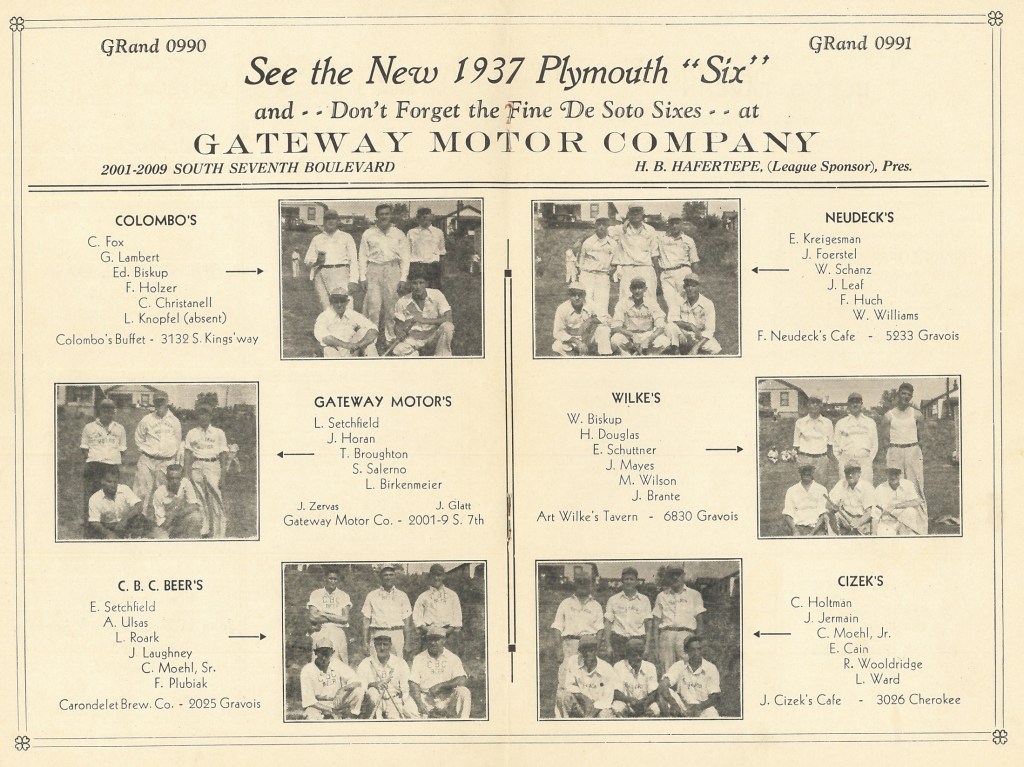 GRand 0990
GRand 0991
See the New 1937 Plymouth "Six"
and - - Don't Forget the Fine De Soto Sixes - - at
GATEWAY MOTOR COMPANY
2001-2009 SOUTH SEVENTH BOULEVARD
H. B. HAFERTEPE, (League Sponsor), Pres.
COLOMBO'S
C. Fox
G. Lambert
Ed. Biskup
F. Holzer
C. Christanell
L. Knopfel (absent)
Colombo's Buffet - 3132 S. Kings'way
NEUDECK'S
E. Kreigesman
J. Foerstel
W. Schanz
J. Leaf
F. Huch
W. Williams
F. Neudeck's Cafe - 5233 Gravois
GATEWAY MOTOR'S
L. Setchfield
J. Horan
T. Broughton
S. Salerno
L. Birkenmeier
J. Zervas J. Glatt
Gateway Motor Co. - 2001-9 S. 7th
WILKE'S
W. Biskup
H. Douglas
E. Schuttner
J. Mayes
M. Wilson
J. Brante
Art Wilke's Tavern - 6830 Gravois
C. B. C. BEER'S
E. Setchfield
A. Ulsas
L. Roark
J Laughney
C. Moehl, Sr.
F. Plubiak
Carondelet Brew. Co. - 2025 Gravois
CIZEK'S
C. Holtman
J. Jermain
C. Moehl, Jr.
E. Cain
R. Wooldridge
L. Ward
J. Cizek's Cafe - 3026 Cherokee